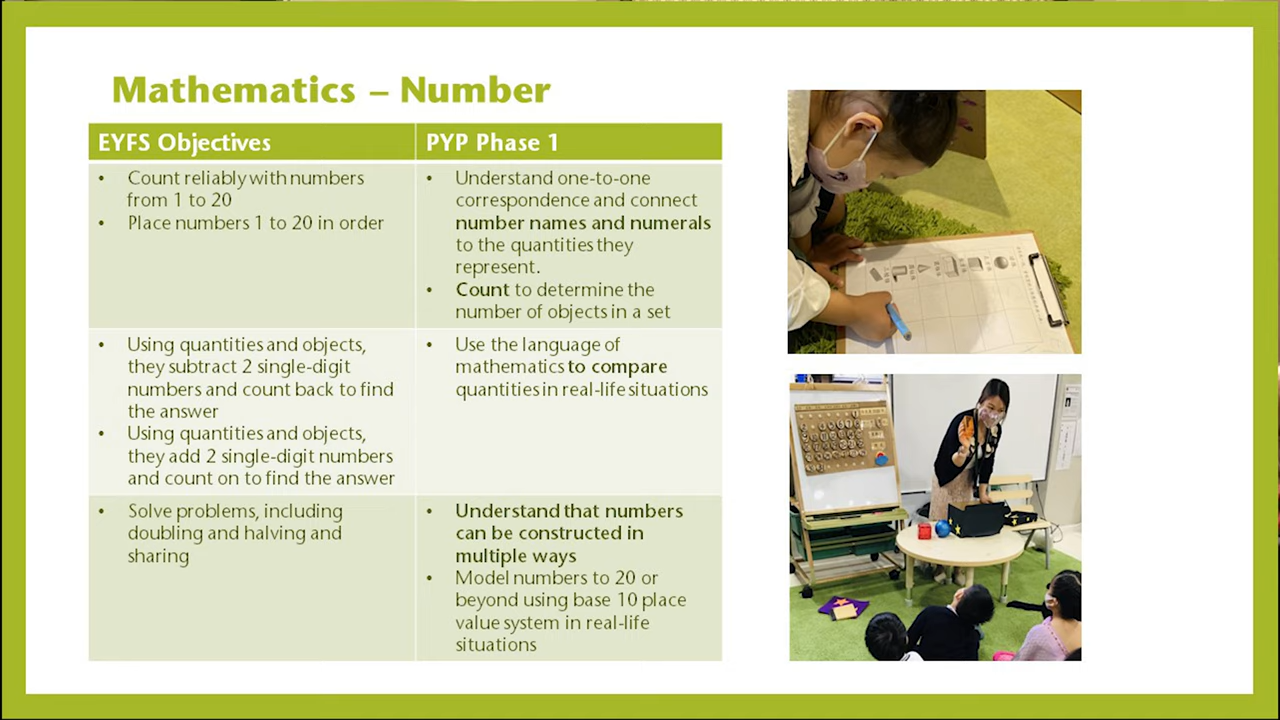 Mathematics – Number
EYFS Objectives
PYP Phase 1
• Count reliably with numbers
from 1 to 20
• Place numbers 1 to 20 in order
• Understand one-to-one
correspondence and connect
number names and numerals
to the quantities they
represent.
• Count to determine the
number of objects in a set
• Using quantities and objects,
they subtract 2 single-digit
numbers and count back to find
the answer
• Using quantities and objects,
they add 2 single-digit numbers
and count on to find the answer
• Use the language of
mathematics to compare
quantities in real-life situations
• Solve problems, including
doubling and halving and
sharing
• Understand that numbers
can be constructed in
multiple ways
• Model numbers to 20 or
beyond using base 10 place
value system in real-life
situations